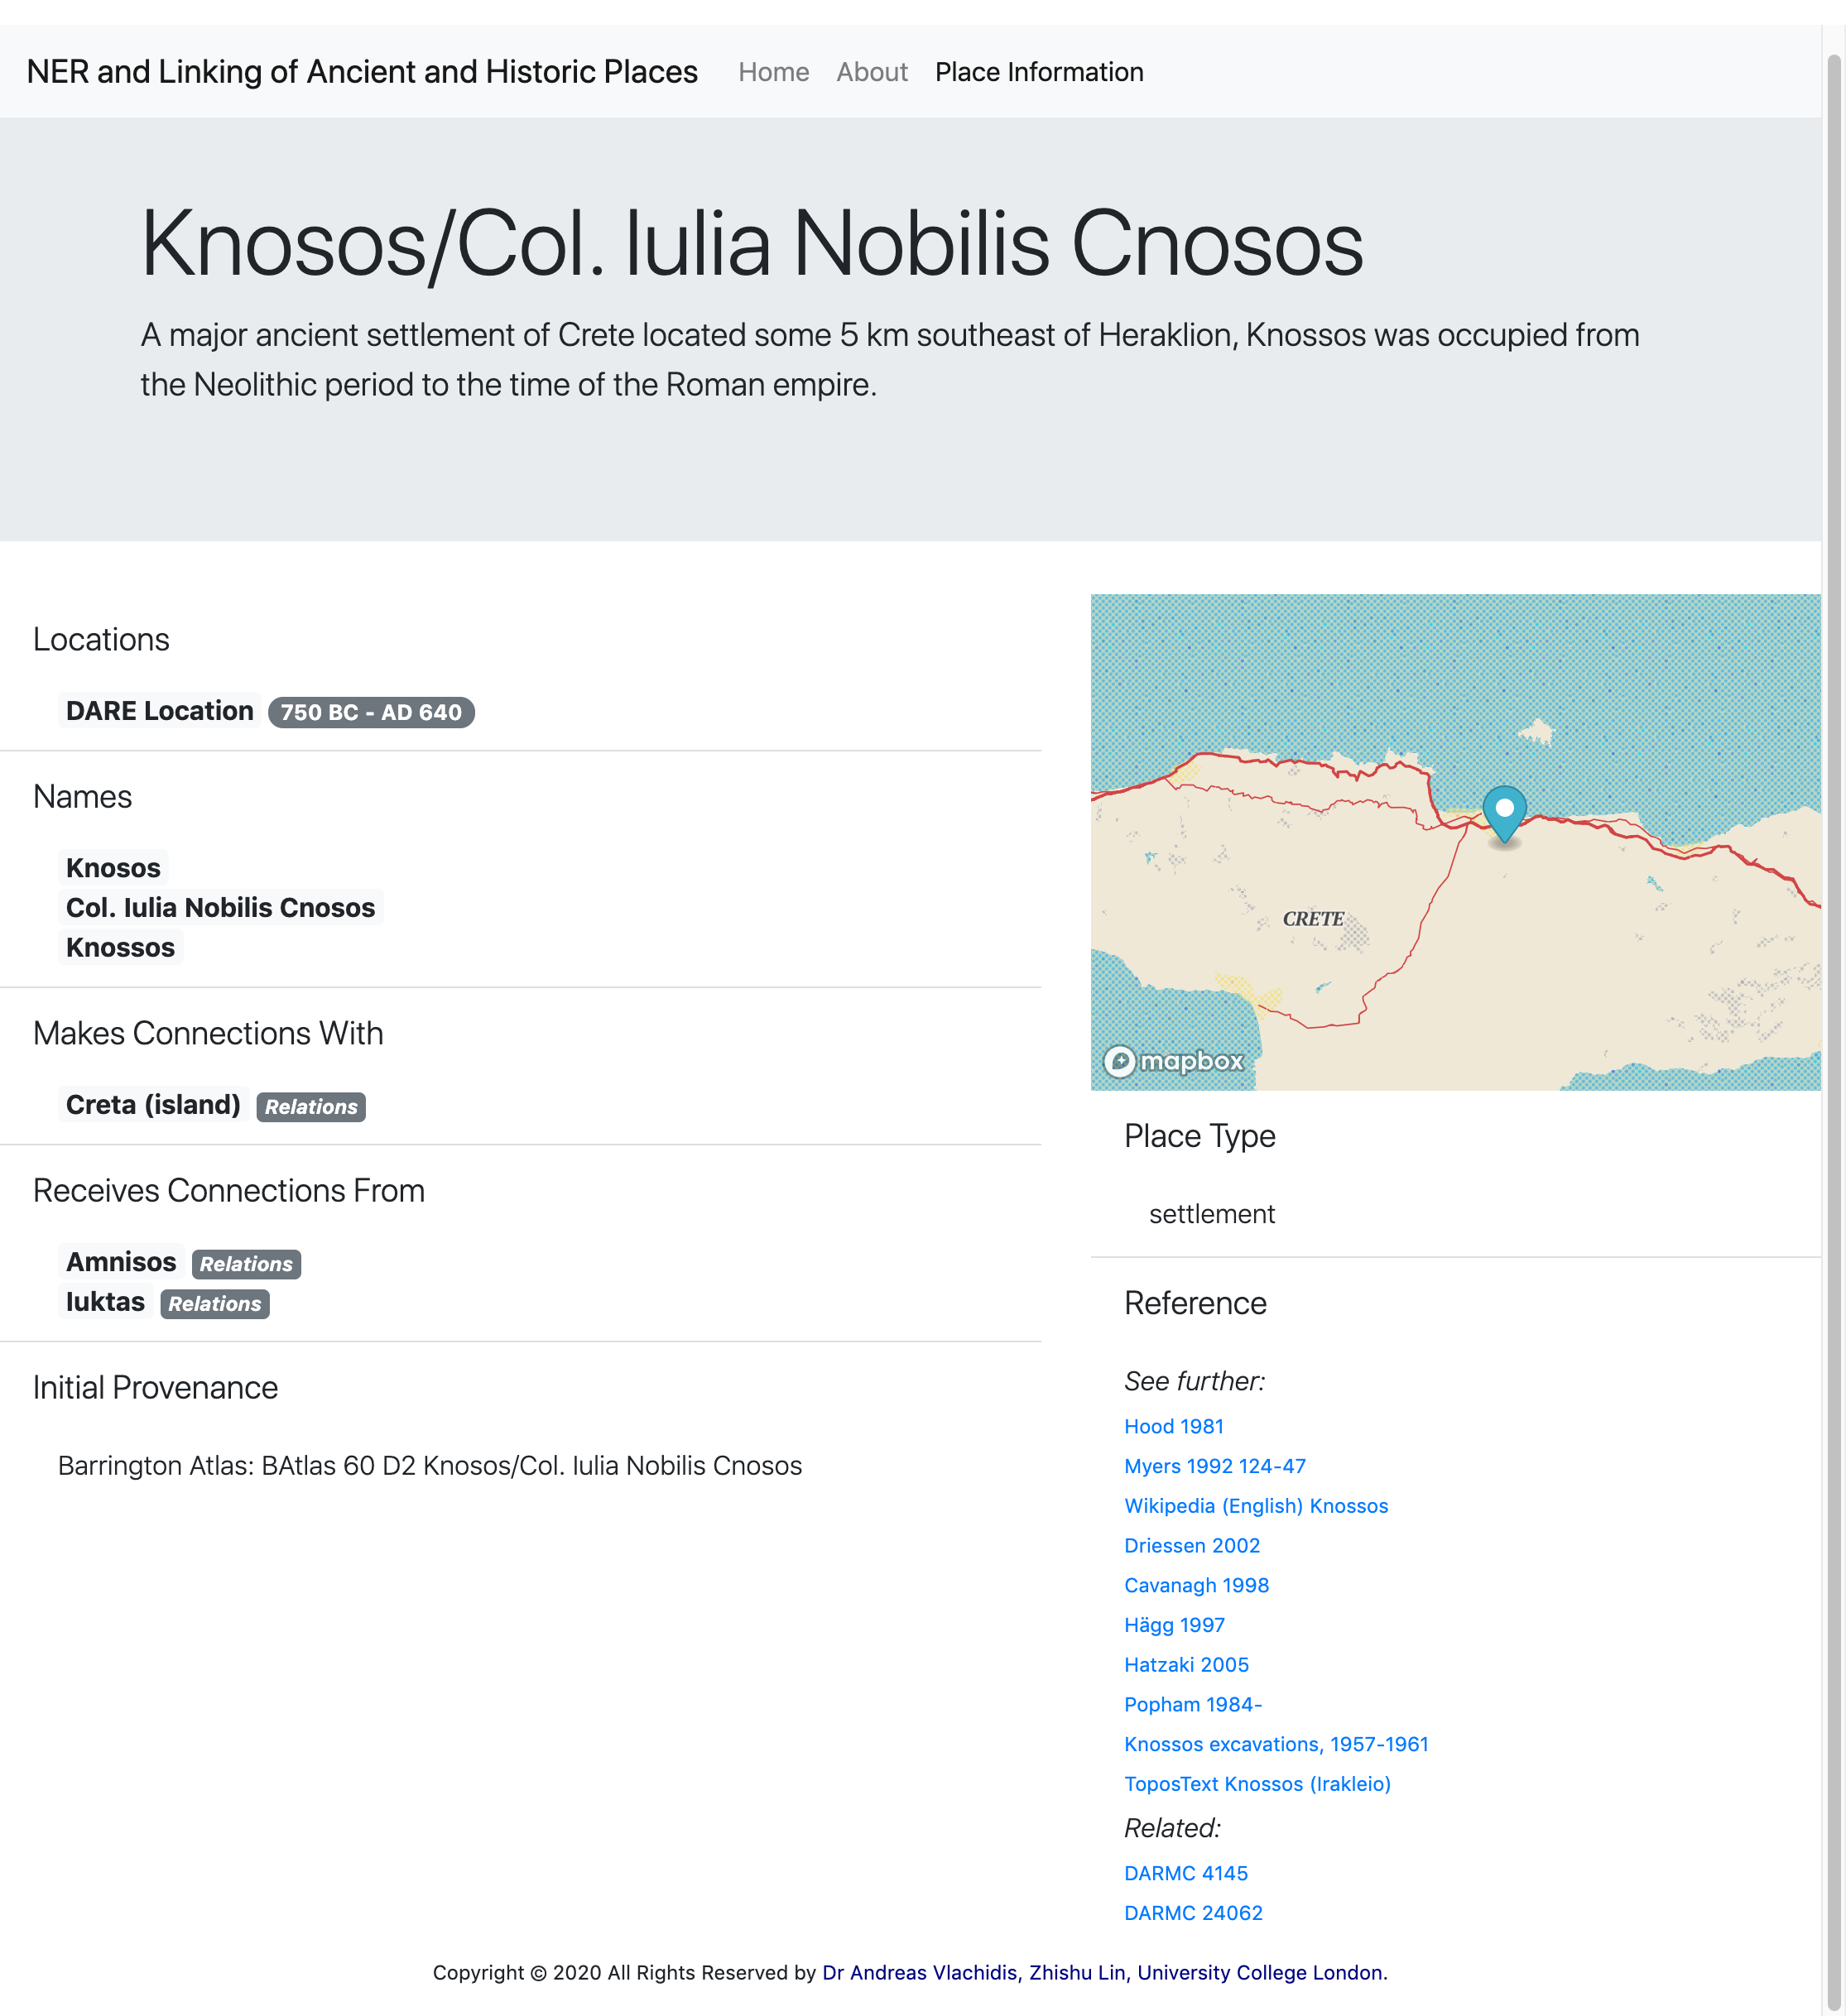 NER and Linking of Ancient and Historic Places Home About Place Information
Knosos/Col. Iulia Nobilis Cnosos
A major ancient settlement of Crete located some 5 km southeast of Heraklion, Knossos was occupied from
the Neolithic period to the time of the Roman empire.
Locations
DARE Location 750 BC - AD 640
Names
Knosos
Col. Iulia Nobilis Cnosos
Knossos
Makes Connections With
Creta (island) Relations
Receives Connections From
Amnisos Relations
Iuktas Relations
Initial Provenance
Barrington Atlas: BAtlas 60 D2 Knosos/Col. Iulia Nobilis Cnosos
CRETE
mapbox
Place Type
settlement
Reference
See further:
Hood 1981
Myers 1992 124-47
Wikipedia (English) Knossos
Driessen 2002
Cavanagh 1998
Hägg 1997
Hatzaki 2005
Popham 1984-
Knossos excavations, 1957-1961
ToposText Knossos (Irakleio)
Related:
DARMC 4145
DARMC 24062
Copyright © 2020 All Rights Reserved by Dr Andreas Vlachidis, Zhishu Lin, University College London.